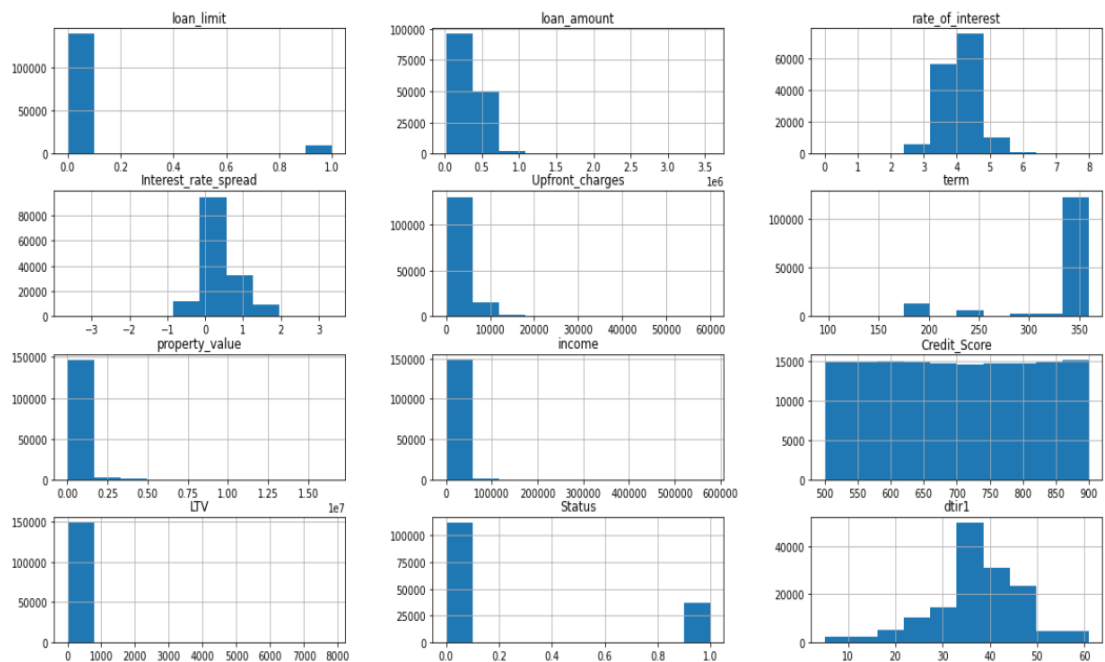 loan_limit loan_amount rate_of_interest
100000
50000
0
0.0 0.2 0.4 0.6 0.8 1.0
100000
75000
50000
25000
0
0.0 0.5 1.0 1.5 2.0 2.5 3.0 3.5
1e6
60000
40000
20000
0
0 1 2 3 4 5 6 7 8
Interest_rate_spread Upfront_charges term
80000
60000
40000
20000
0
−3 −2 −1 0 1 2 3
100000
50000
0
0 10000 20000 30000 40000 50000 60000
100000
50000
0
100 150 200 250 300 350
property_value income Credit_Score
150000
100000
50000
0
0.00 0.25 0.50 0.75 1.00 1.25 1.50
1e7
150000
100000
50000
0
0 100000 200000 300000 400000 500000 600000
15000
10000
5000
0
500 550 600 650 700 750 800 850 900
LTV Status dtir1
150000
100000
50000
0
0 1000 2000 3000 4000 5000 6000 7000 8000
100000
75000
50000
25000
0
0.0 0.2 0.4 0.6 0.8 1.0
40000
20000
0
10 20 30 40 50 60